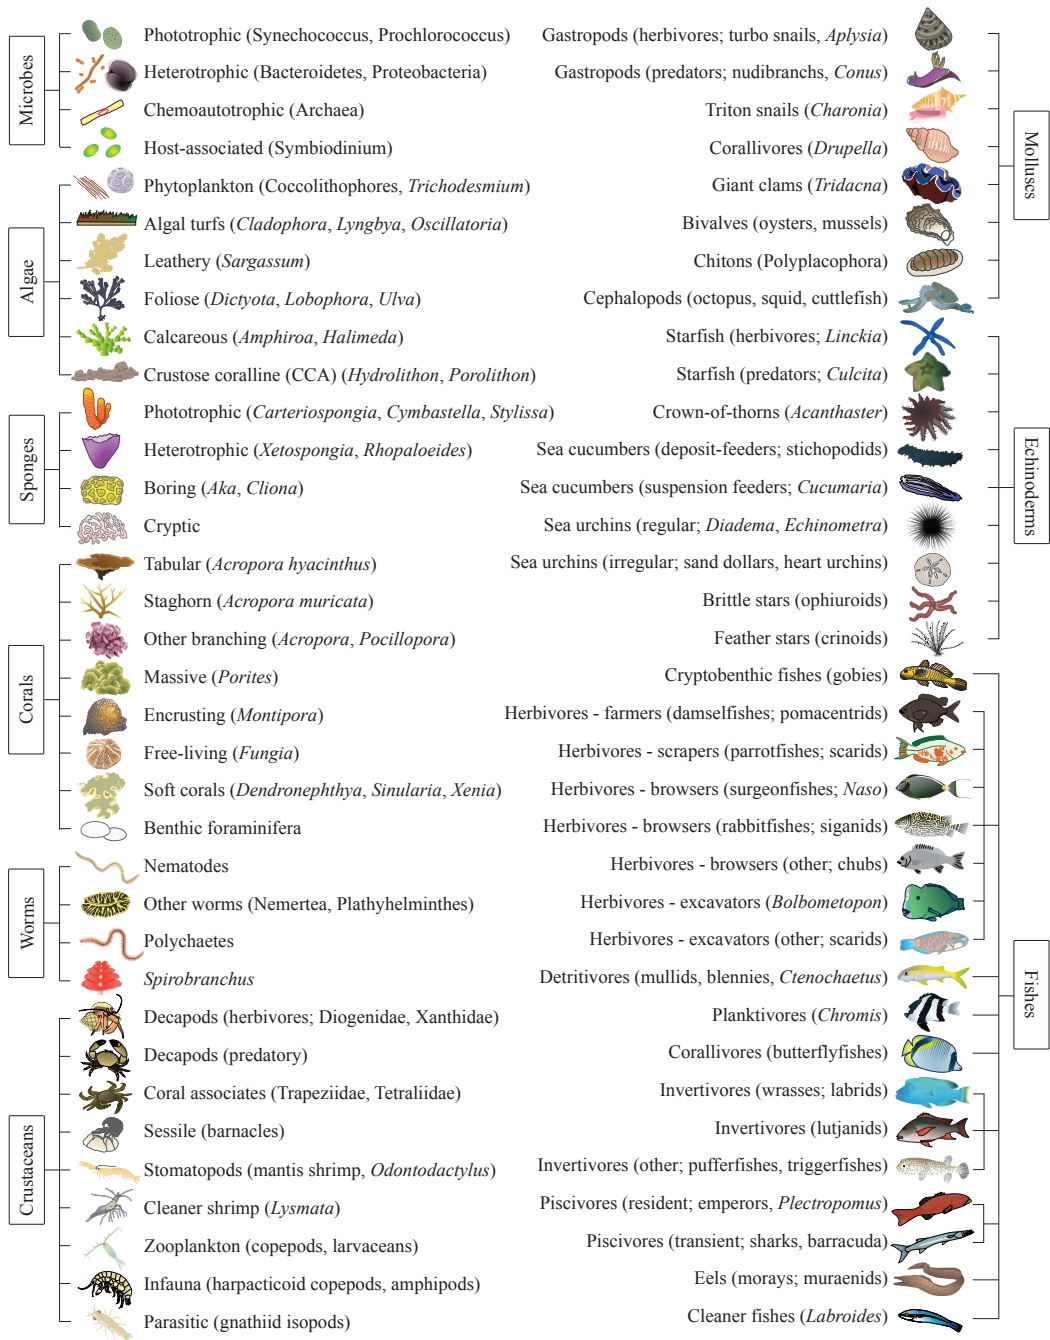 Microbes
Phototrophic (Synechococcus, Prochlorococcus)
Heterotrophic (Bacteroidetes, Proteobacteria)
Chemoautotrophic (Archaea)
Host-associated (Symbiodinium)
Algae
Phytoplankton (Coccolithophores, Trichodesmium)
Algal turfs (Cladophora, Lyngbya, Oscillatoria)
Leathery (Sargassum)
Foliose (Dictyota, Lobophora, Ulva)
Calcareous (Amphiroa, Halimeda)
Crustose coralline (CCA) (Hydrolithon, Porolithon)
Sponges
Phototrophic (Carteriospongia, Cymbastella, Stylissa)
Heterotrophic (Xetospongia, Rhopaloeides)
Boring (Aka, Cliona)
Cryptic
Corals
Tabular (Acropora hyacinthus)
Staghorn (Acropora muricata)
Other branching (Acropora, Pocillopora)
Massive (Porites)
Encrusting (Montipora)
Free-living (Fungia)
Soft corals (Dendronephthya, Sinularia, Xenia)
Benthic foraminifera
Worms
Nematodes
Other worms (Nemertea, Plathyhelminthes)
Polychaetes
Spirobranchus
Crustaceans
Decapods (herbivores; Diogenidae, Xanthidae)
Decapods (predatory)
Coral associates (Trapeziidae, Tetraliidae)
Sessile (barnacles)
Stomatopods (mantis shrimp, Odontodactylus)
Cleaner shrimp (Lysmata)
Zooplankton (copepods, larvaceans)
Infauna (harpacticoid copepods, amphipods)
Parasitic (gnathiid isopods)
Molluscs
Gastropods (herbivores; turbo snails, Aplysia)
Gastropods (predators; nudibranchs, Conus)
Triton snails (Charonia)
Corallivores (Drupella)
Giant clams (Tridacna)
Bivalves (oysters, mussels)
Chitons (Polyplacophora)
Cephalopods (octopus, squid, cuttlefish)
Echinoderms
Starfish (herbivores; Linckia)
Starfish (predators; Culcita)
Crown-of-thorns (Acanthaster)
Sea cucumbers (deposit-feeders; stichopodids)
Sea cucumbers (suspension feeders; Cucumaria)
Sea urchins (regular; Diadema, Echinometra)
Sea urchins (irregular; sand dollars, heart urchins)
Brittle stars (ophiuroids)
Feather stars (crinoids)
Fishes
Cryptobenthic fishes (gobies)
Herbivores - farmers (damselfishes; pomacentrids)
Herbivores - scrapers (parrotfishes; scarids)
Herbivores - browsers (surgeonfishes; Naso)
Herbivores - browsers (rabbitfishes; siganids)
Herbivores - browsers (other; chubs)
Herbivores - excavators (Bolbometopon)
Herbivores - excavators (other; scarids)
Detritivores (mullids, blennies, Ctenochaetus)
Planktivores (Chromis)
Corallivores (butterflyfishes)
Invertivores (wrasses; labrids)
Invertivores (lutjanids)
Invertivores (other; pufferfishes, triggerfishes)
Piscivores (resident; emperors, Plectropomus)
Piscivores (transient; sharks, barracuda)
Eels (morays; muraenids)
Cleaner fishes (Labroides)